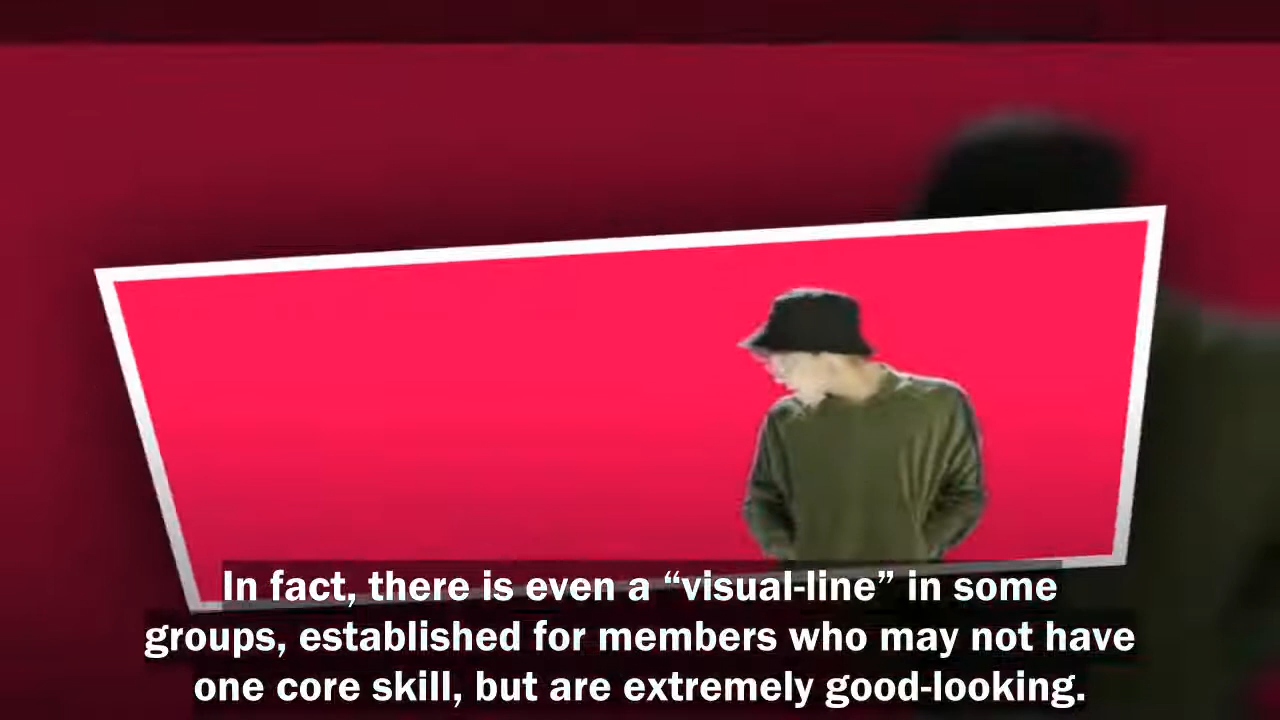 In fact, there is even a “visual-line” in some
groups, established for members who may not have
one core skill, but are extremely good-looking.